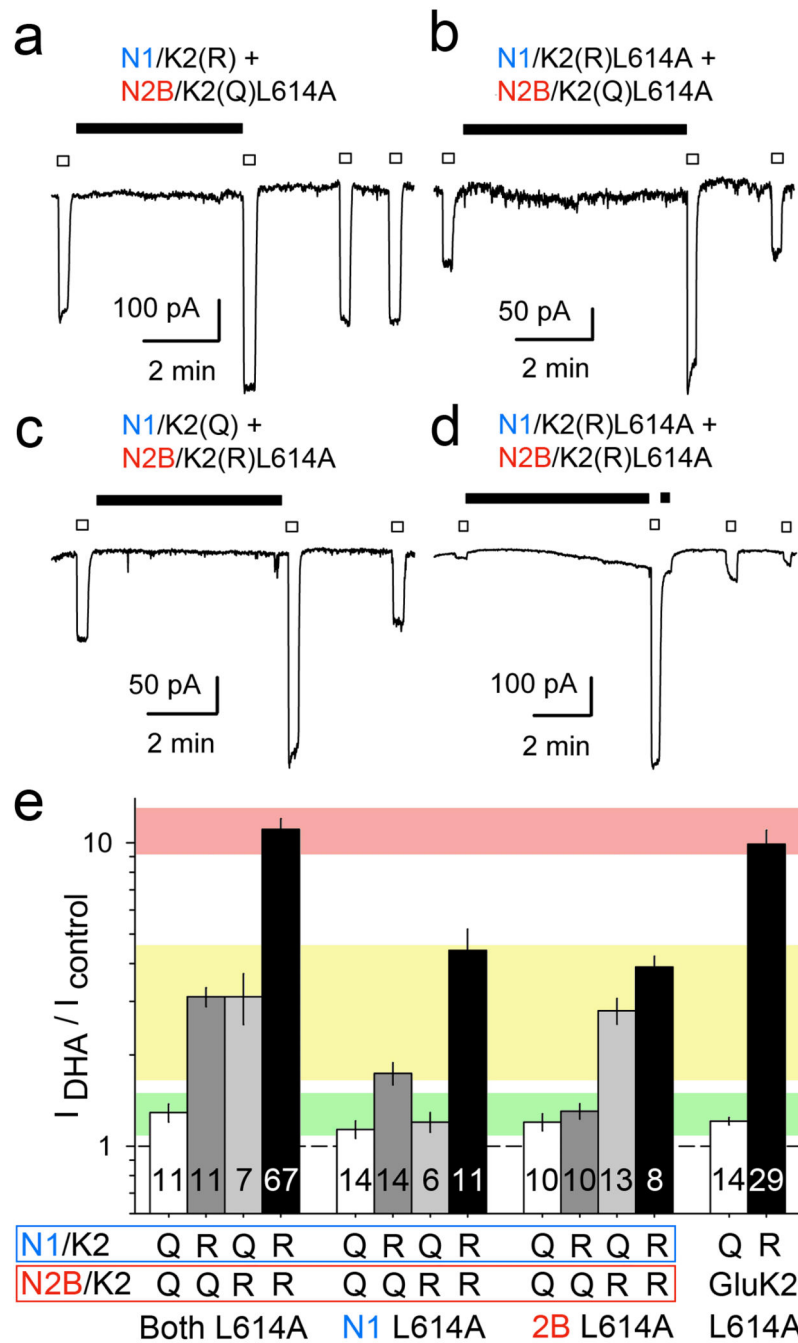 a
N1/K2(R) +
N2B/K2(Q)L614A
100 pA
2 min
b
N1/K2(R)L614A +
N2B/K2(Q)L614A
50 pA
2 min
c
N1/K2(Q) +
N2B/K2(R)L614A
50 pA
2 min
d
N1/K2(R)L614A +
N2B/K2(R)L614A
100 pA
2 min
e
I DHA / I control
10
1
11 11 7 67 14 14 6 11 10 10 13 8 14 29
N1/K2 Q R Q R Q R Q R Q R Q R Q R
N2B/K2 Q Q R R Q Q R R Q Q R R GluK2
Both L614A N1 L614A 2B L614A L614A